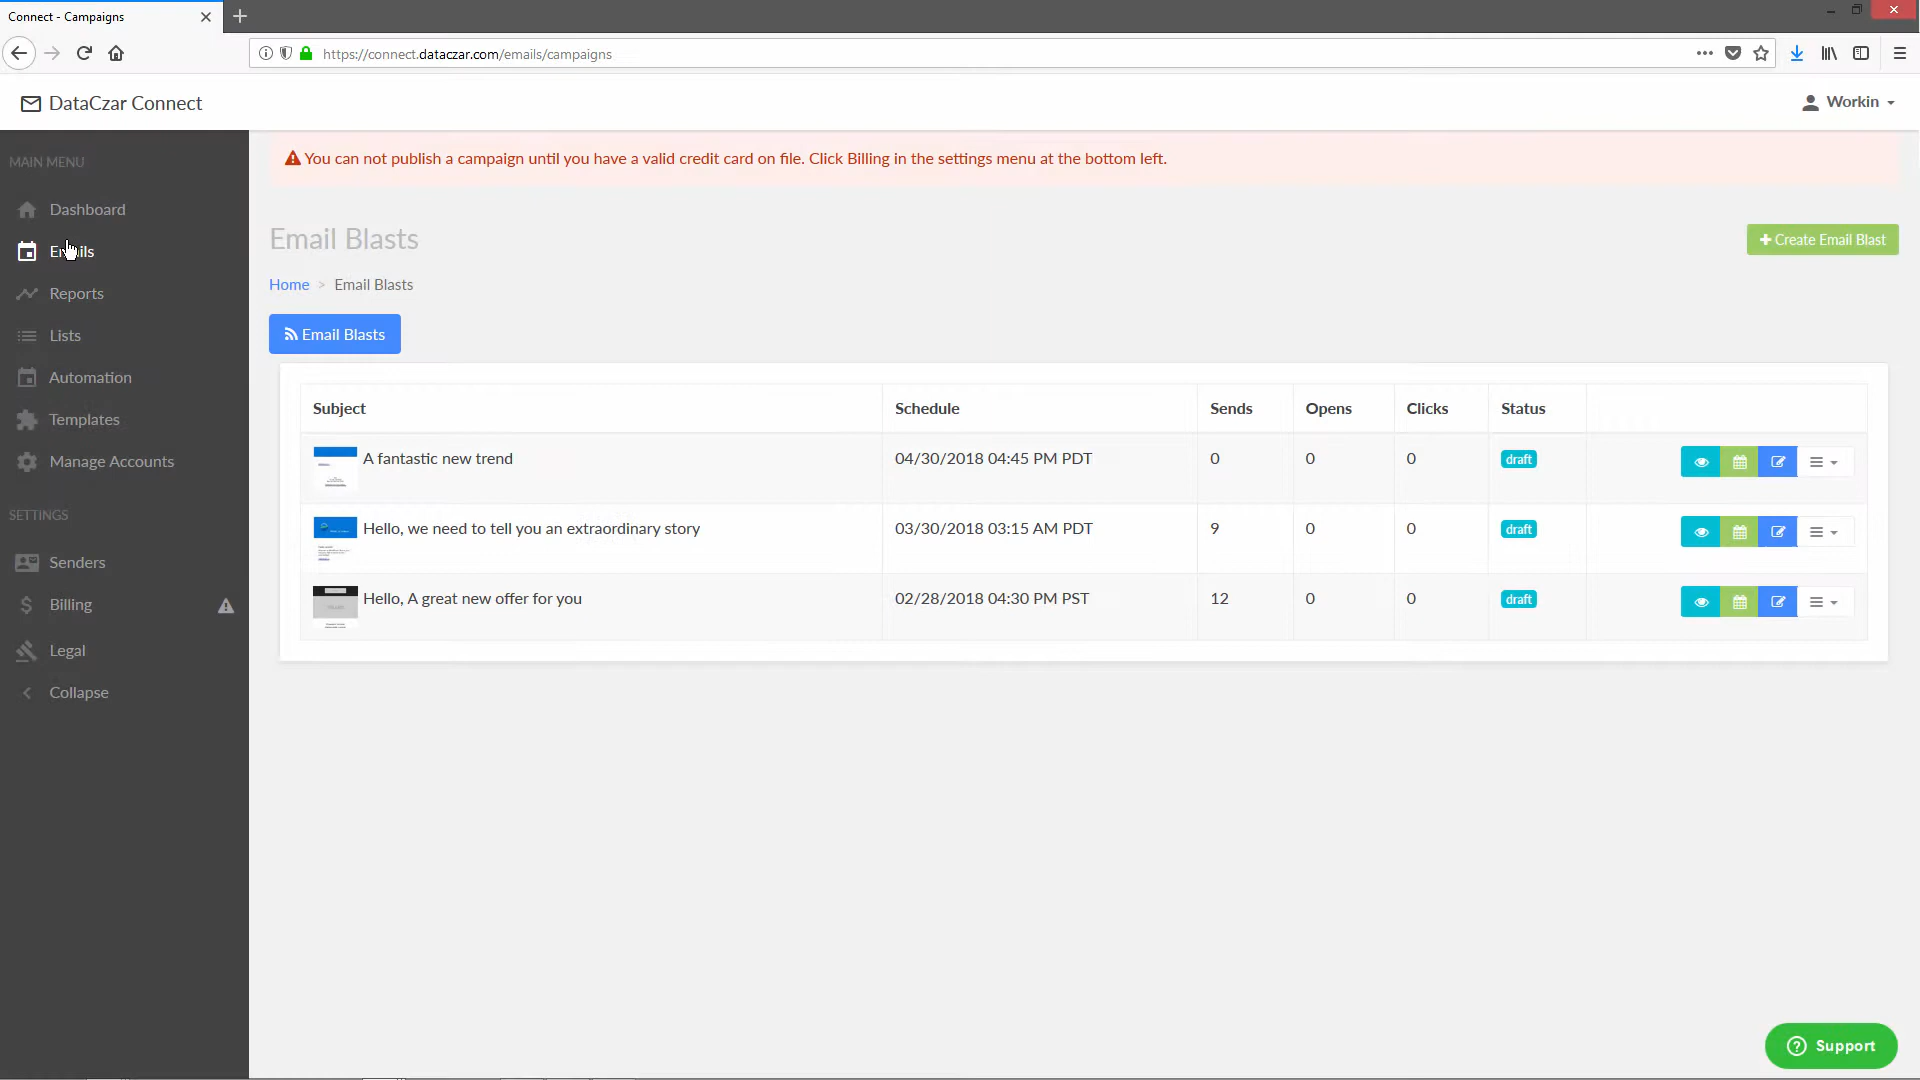 Connect - Campaigns
https://connect.dataczar.com/emails/campaigns
DataCzar Connect
Workin
MAIN MENU
Dashboard
Emails
Reports
Lists
Automation
Templates
Manage Accounts
SETTINGS
Senders
Billing
Legal
Collapse
You can not publish a campaign until you have a valid credit card on file. Click Billing in the settings menu at the bottom left.
Email Blasts
Create Email Blast
Home > Email Blasts
Email Blasts
Subject Schedule Sends Opens Clicks Status
A fantastic new trend 04/30/2018 04:45 PM PDT 0 0 0 draft
Hello, we need to tell you an extraordinary story 03/30/2018 03:15 AM PDT 9 0 0 draft
Hello, A great new offer for you 02/28/2018 04:30 PM PST 12 0 0 draft
Support